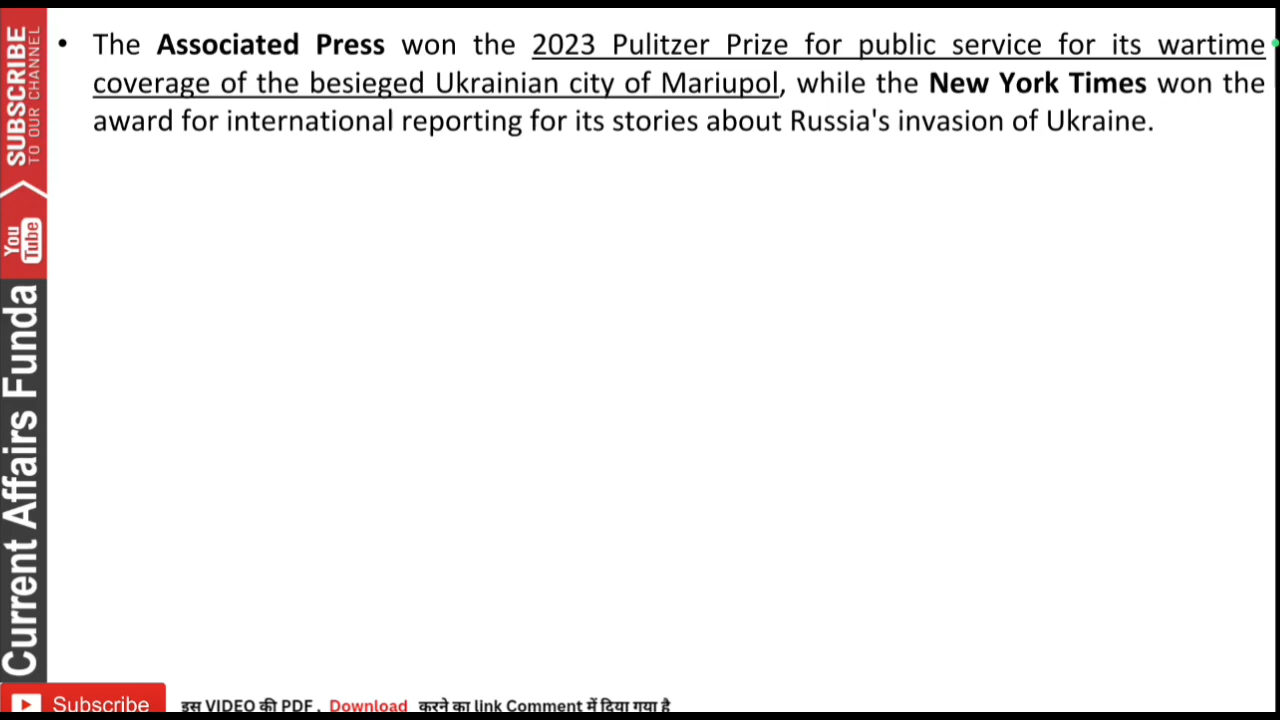 • The Associated Press won the 2023 Pulitzer Prize for public service for its wartime
coverage of the besieged Ukrainian city of Mariupol, while the New York Times won the
award for international reporting for its stories about Russia's invasion of Ukraine.
SUBSCRIBE
TO OUR CHANNEL
You
Tube
Current Affairs Funda
Subscribe
इस VIDEO की PDF , Download करने का link Comment में दिया गया है